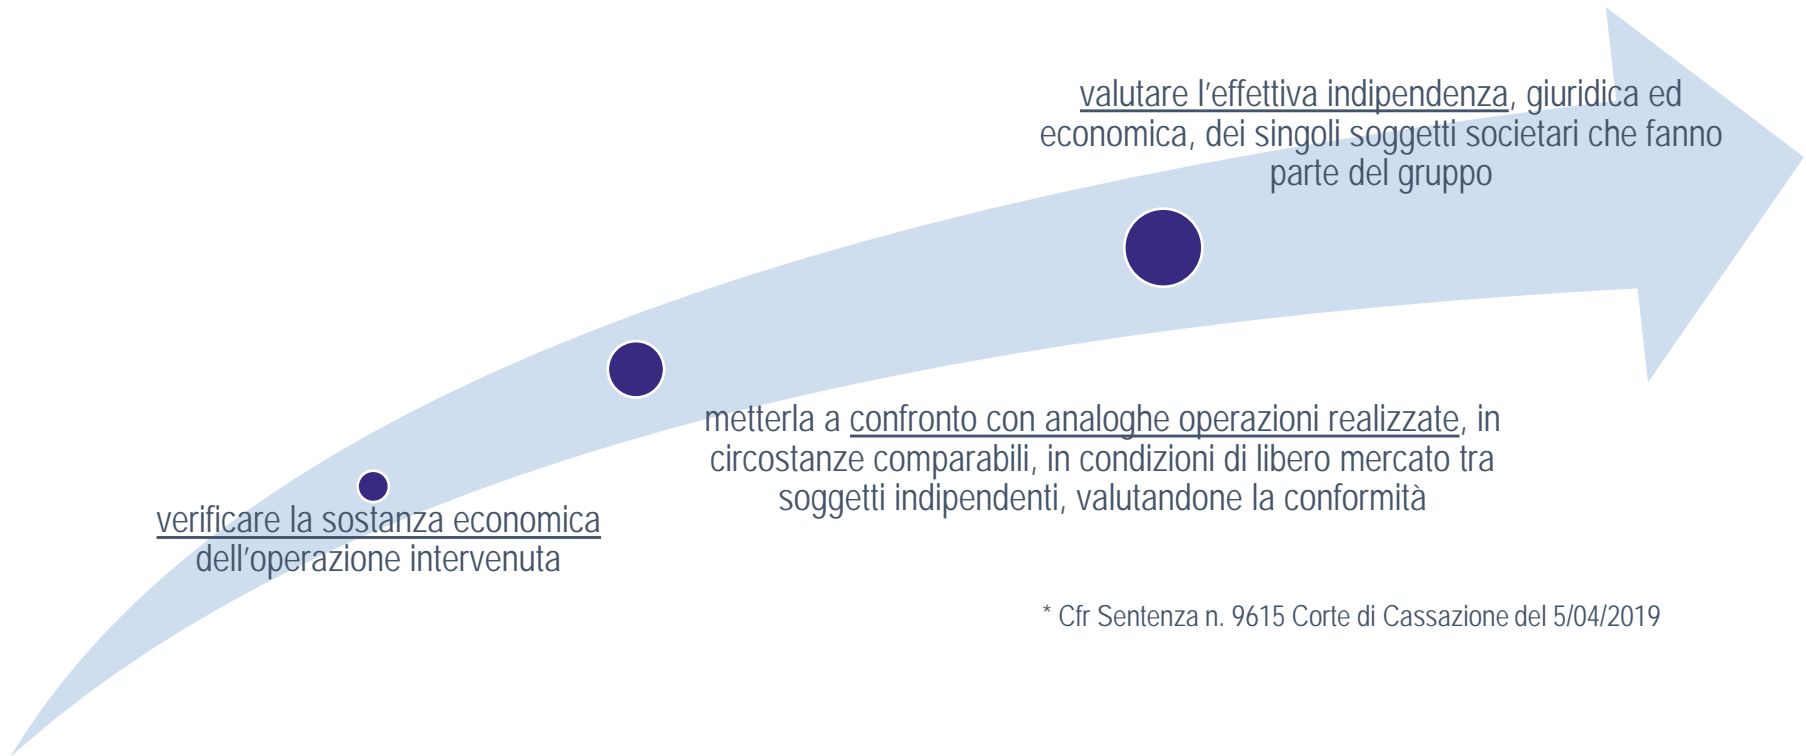 valutare l’effettiva indipendenza, giuridica ed
economica, dei singoli soggetti societari che fanno
parte del gruppo
metterla a confronto con analoghe operazioni realizzate, in
circostanze comparabili, in condizioni di libero mercato tra
soggetti indipendenti, valutandone la conformità
verificare la sostanza economica
dell’operazione intervenuta
* Cfr Sentenza n. 9615 Corte di Cassazione del 5/04/2019